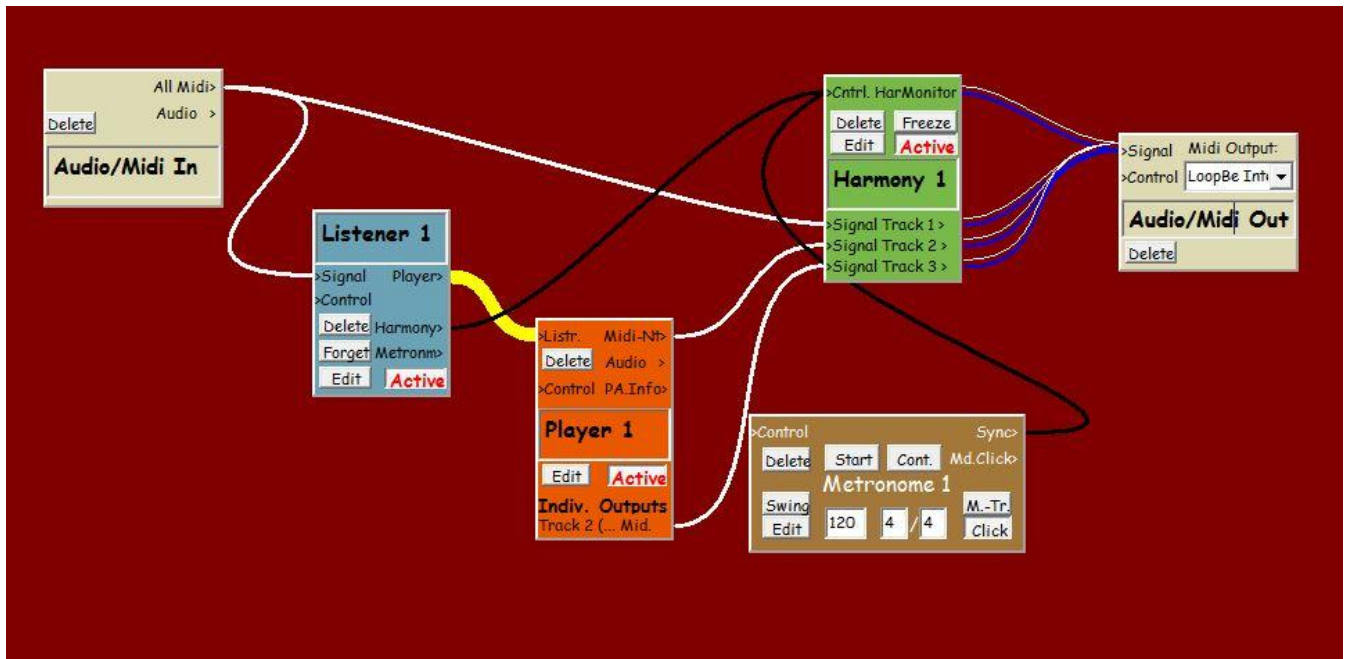 All Midi>
Audio >
Delete
Audio/Midi In
Listener 1
>Signal Player>
>Control
Delete Harmony>
Forget Metronm>
Edit Active
>Listr. Midi-Nt>
Delete Audio >
>Control PA.Info>
Player 1
Edit Active
Indiv. Outputs
Track 2 (... Mid.
>Cntrl. HarMonitor
Delete Freeze
Edit Active
Harmony 1
>Signal Track 1 >
>Signal Track 2 >
>Signal Track 3 >
>Control Sync>
Delete Start Cont. Md.Click>
Metronome 1
Swing M.-Tr.
Edit 120 4 / 4 Click
>Signal Midi Output:
>Control LoopBe Inte
Audio/Midi Out
Delete